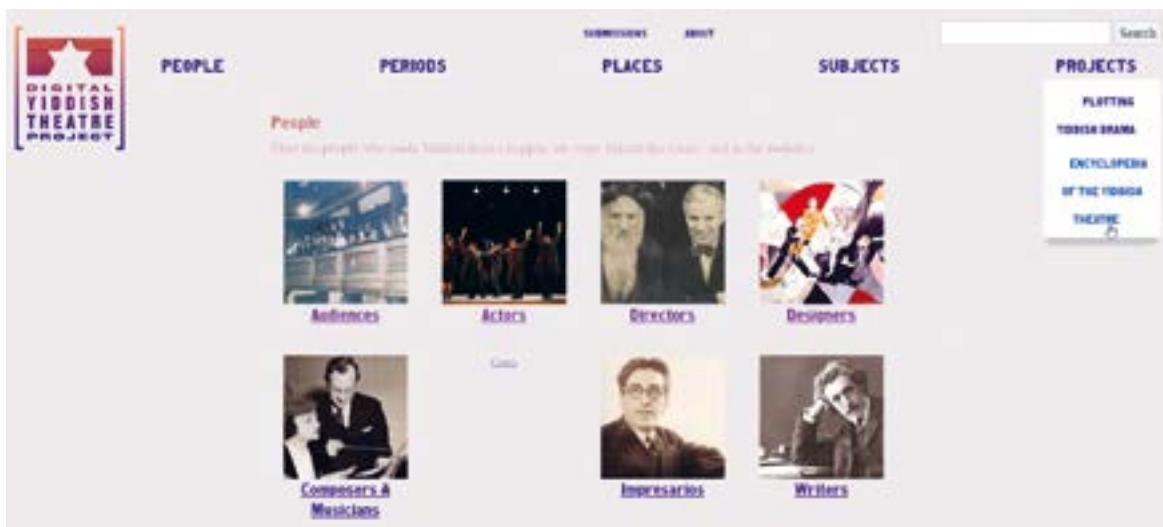 SUBMISSIONS ABOUT
Search
DIGITAL
YIDDISH
THEATRE
PROJECT
PEOPLE PERIODS PLACES SUBJECTS PROJECTS
PLOTTING
YIDDISH DRAMA
ENCYCLOPEDIA
OF THE YIDDISH
THEATRE
People
Audiences Actors Directors Designers
Composers & Impresarios Writers
Musicians